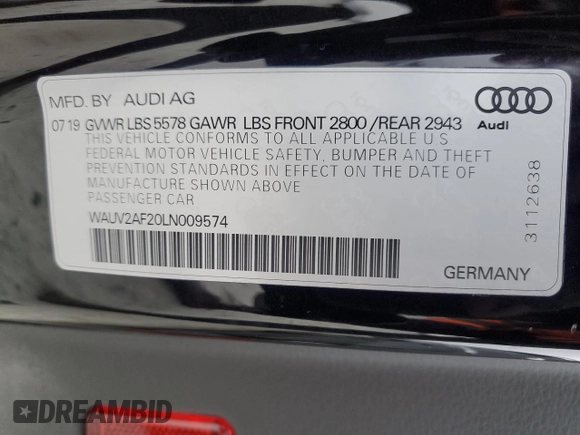 MFD. BY AUDI AG
07 19 GVWR LBS 5578 GAWR LBS FRONT 2800 / REAR 2943
Audi
THIS VEHICLE CONFORMS TO ALL APPLICABLE U S
FEDERAL MOTOR VEHICLE SAFETY, BUMPER AND THEFT
PREVENTION STANDARDS IN EFFECT ON THE DATE OF
MANUFACTURE SHOWN ABOVE
PASSENGER CAR
WAUV2AF20LN009574
3112638
GERMANY
DREAMBID